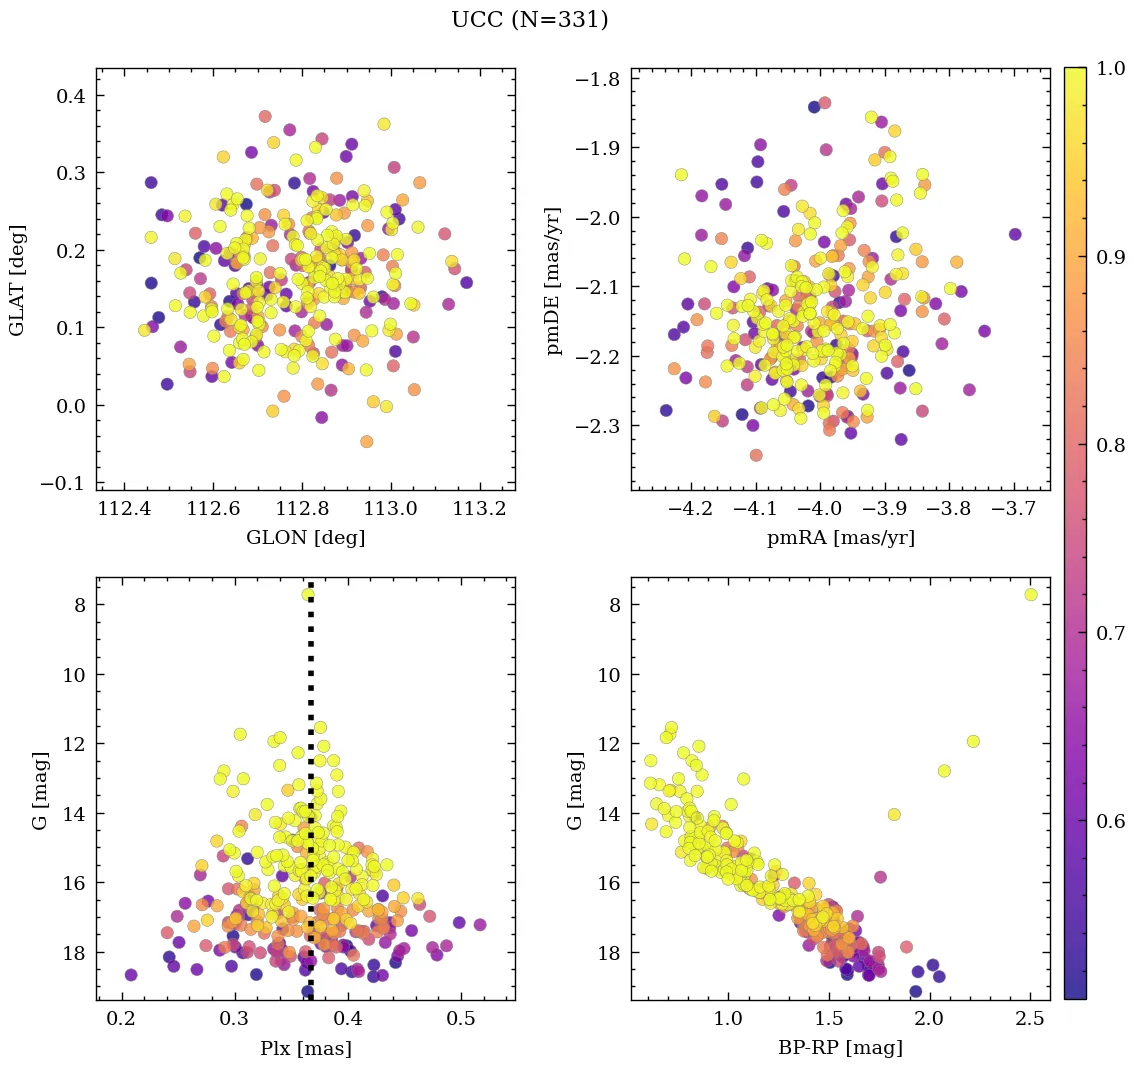 UCC (N=331)
0.4
0.3
0.2
0.1
0.0
−0.1
GLAT [deg]
112.4 112.6 112.8 113.0 113.2
GLON [deg]
−1.8
−1.9
−2.0
−2.1
−2.2
−2.3
pmDE [mas/yr]
−4.2 −4.1 −4.0 −3.9 −3.8 −3.7
pmRA [mas/yr]
8
10
12
14
16
18
G [mag]
0.2 0.3 0.4 0.5
Plx [mas]
8
10
12
14
16
18
G [mag]
1.0 1.5 2.0 2.5
BP-RP [mag]
1.0
0.9
0.8
0.7
0.6